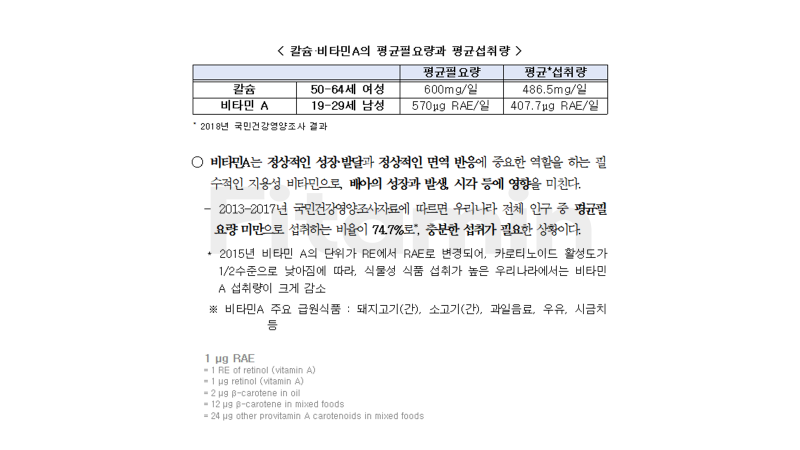 < 칼슘·비타민A의 평균필요량과 평균섭취량 >
평균필요량 평균*섭취량
칼슘 50-64세 여성 600mg/일 486.5mg/일
비타민 A 19-29세 남성 570μg RAE/일 407.7μg RAE/일
* 2018년 국민건강영양조사 결과
○ 비타민A는 정상적인 성장·발달과 정상적인 면역 반응에 중요한 역할을 하는 필
수적인 지용성 비타민으로, 배아의 성장과 발생, 시각 등에 영향을 미친다.
- 2013-2017년 국민건강영양조사자료에 따르면 우리나라 전체 인구 중 평균필
요량 미만으로 섭취하는 비율이 74.7%로*, 충분한 섭취가 필요한 상황이다.
* 2015년 비타민 A의 단위가 RE에서 RAE로 변경되어, 카로티노이드 활성도가
1/2수준으로 낮아짐에 따라, 식물성 식품 섭취가 높은 우리나라에서는 비타민
A 섭취량이 크게 감소
※ 비타민A 주요 급원식품 : 돼지고기(간), 소고기(간), 과일음료, 우유, 시금치
등
Fitamin
1 μg RAE
= 1 RE of retinol (vitamin A)
= 1 μg retinol (vitamin A)
= 2 μg β-carotene in oil
= 12 μg β-carotene in mixed foods
= 24 μg other provitamin A carotenoids in mixed foods